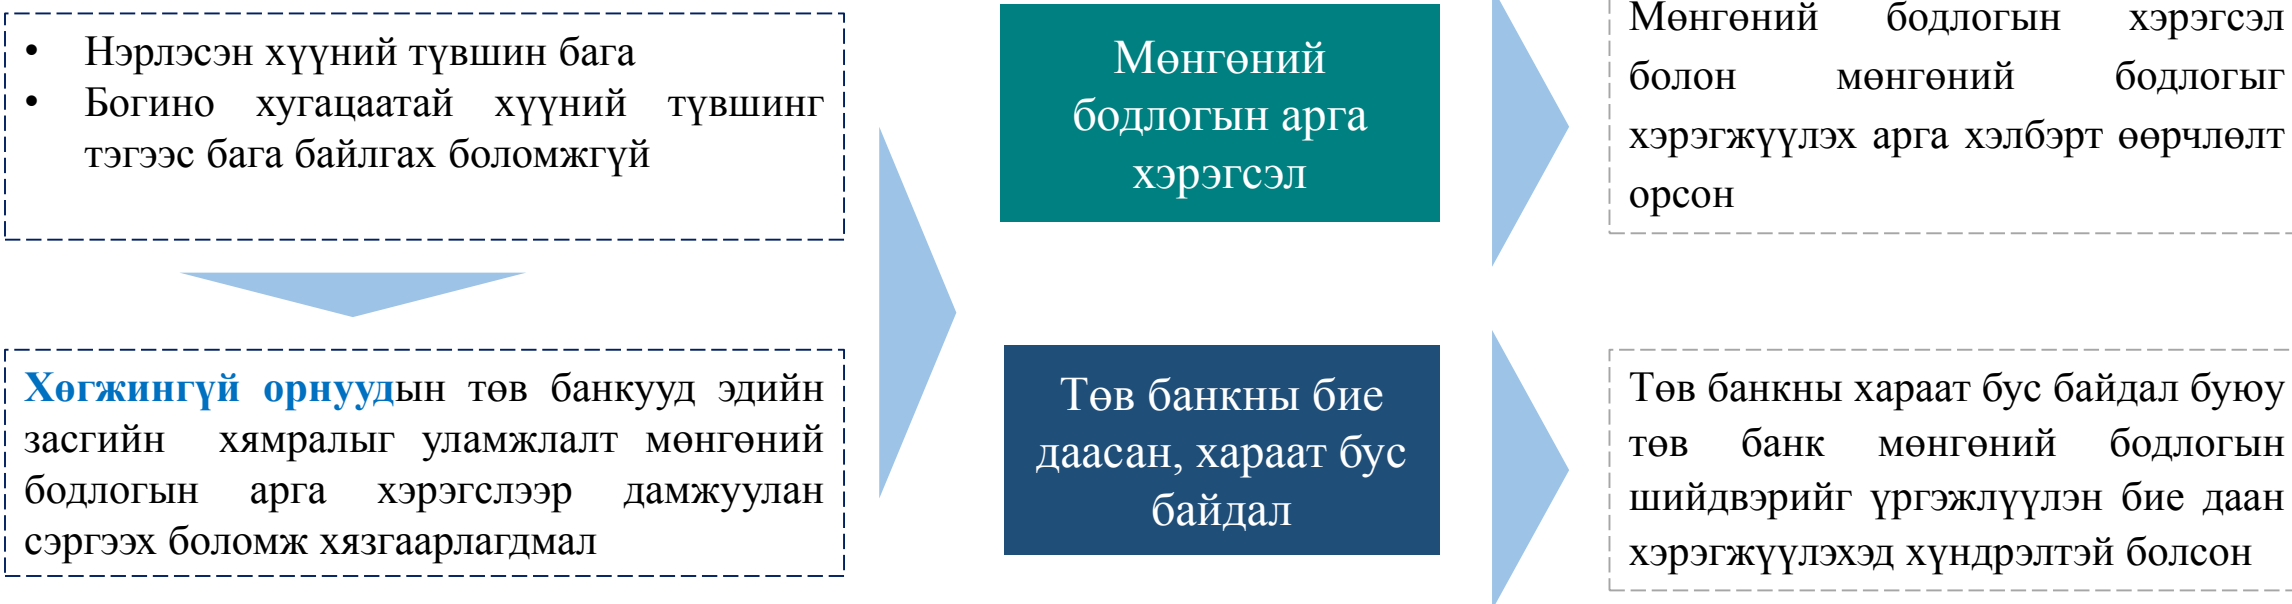 • Нэрлэсэн хүүний түвшин бага
• Богино хугацаатай хүүний түвшинг
тэгээс бага байлгах боломжгүй
Хөгжингүй орнуудын төв банкууд эдийн
засгийн хямралыг уламжлалт мөнгөний
бодлогын арга хэрэгслээр дамжуулан
сэргээх боломж хязгаарлагдмал
Мөнгөний
бодлогын арга
хэрэгсэл
Төв банкны бие
даасан, хараат бус
байдал
Мөнгөний бодлогын хэрэгсэл
болон мөнгөний бодлогыг
хэрэгжүүлэх арга хэлбэрт өөрчлөлт
орсон
Төв банкны хараат бус байдал буюу
төв банк мөнгөний бодлогын
шийдвэрийг үргэжлүүлэн бие даан
хэрэгжүүлэхэд хүндрэлтэй болсон